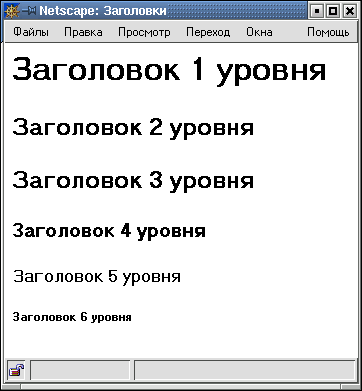 Netscape: Заголовки
Файлы Правка Просмотр Переход Окна Помощь
Заголовок 1 уровня
Заголовок 2 уровня
Заголовок 3 уровня
Заголовок 4 уровня
Заголовок 5 уровня
Заголовок 6 уровня